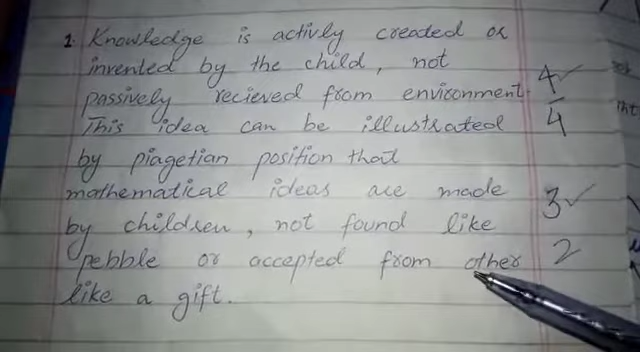 1. Knowledge is activly created or
invented by the child, not
passively recieved from environment.
This idea can be illustrated
by piagetian position that
mathematical ideas are made
by children, not found like
pebble or accepted from other
like a gift.
4 ✓
4
3 ✓
2